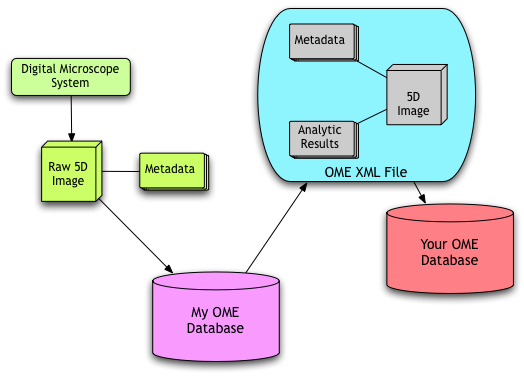 Digital Microscope
System
Raw 5D
Image
Metadata
My OME
Database
Metadata
5D
Image
Analytic
Results
OME XML File
Your OME
Database